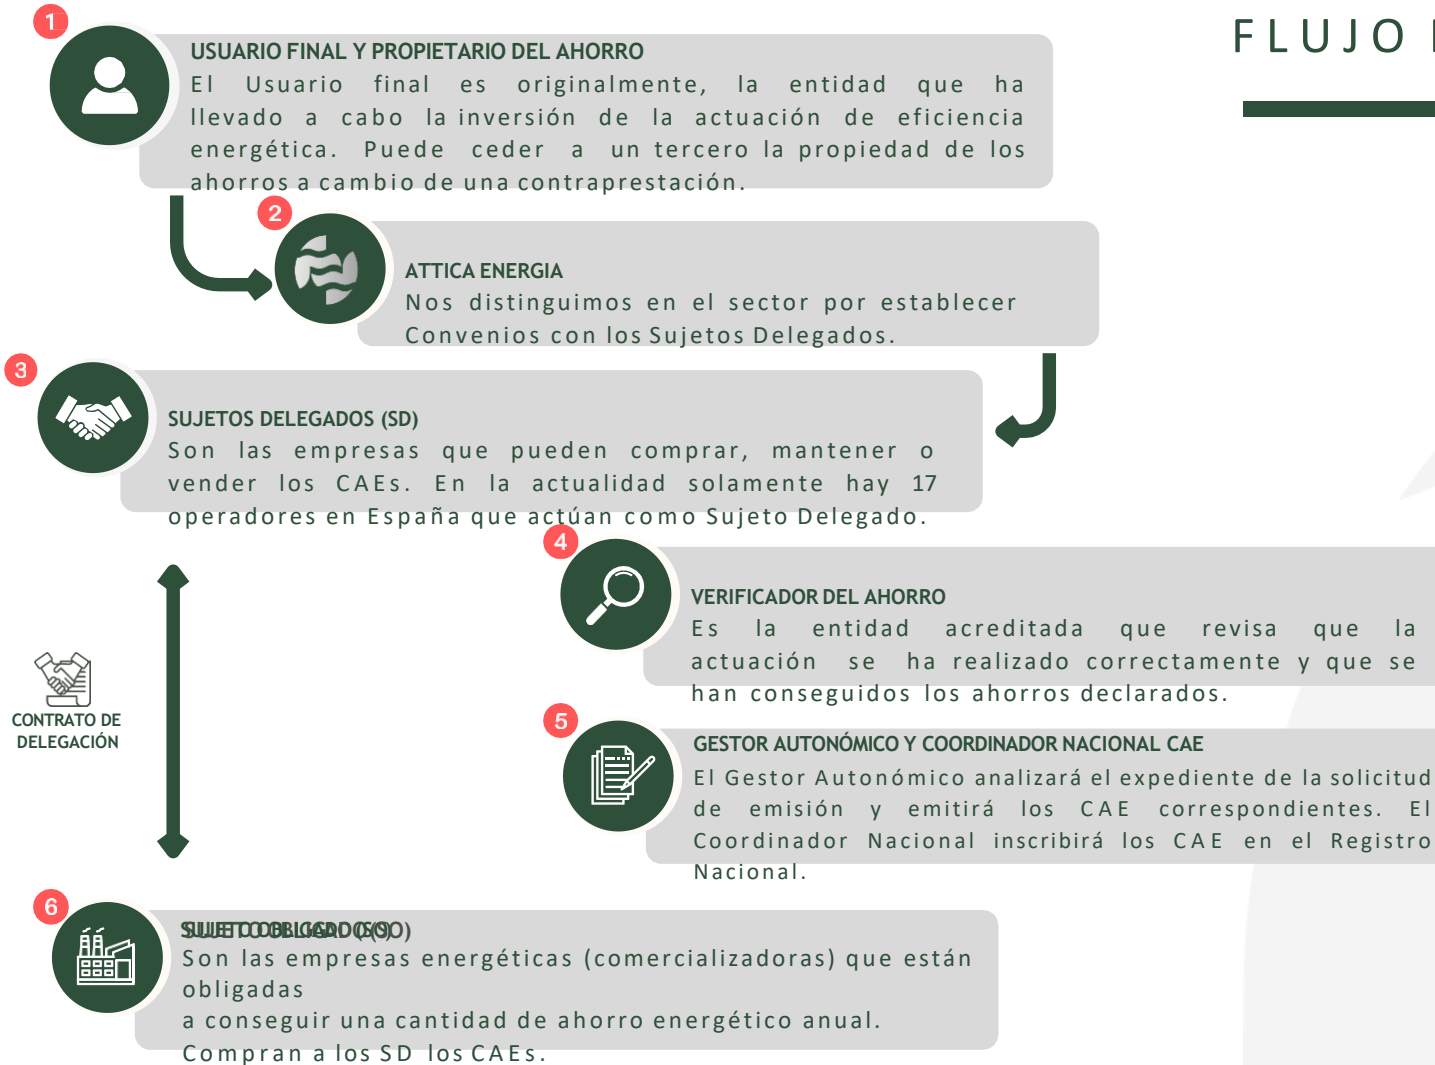 FLUJO
1
USUARIO FINAL Y PROPIETARIO DEL AHORRO
El Usuario final es originalmente, la entidad que ha
llevado a cabo la inversión de la actuación de eficiencia
energética. Puede ceder a un tercero la propiedad de los
ahorros a cambio de una contraprestación.
2
ATTICA ENERGIA
Nos distinguimos en el sector por establecer
Convenios con los Sujetos Delegados.
3
SUJETOS DELEGADOS (SD)
Son las empresas que pueden comprar, mantener o
vender los CAEs. En la actualidad solamente hay 17
operadores en España que actúan como Sujeto Delegado.
4
VERIFICADOR DEL AHORRO
Es la entidad acreditada que revisa que la
actuación se ha realizado correctamente y que se
han conseguidos los ahorros declarados.
CONTRATO DE
DELEGACIÓN
5
GESTOR AUTONÓMICO Y COORDINADOR NACIONAL CAE
El Gestor Autonómico analizará el expediente de la solicitud
de emisión y emitirá los CAE correspondientes. El
Coordinador Nacional inscribirá los CAE en el Registro
Nacional.
6
SUJETO OBLIGADO (SO)
Son las empresas energéticas (comercializadoras) que están
obligadas
a conseguir una cantidad de ahorro energético anual.
Compran a los SD los CAEs.